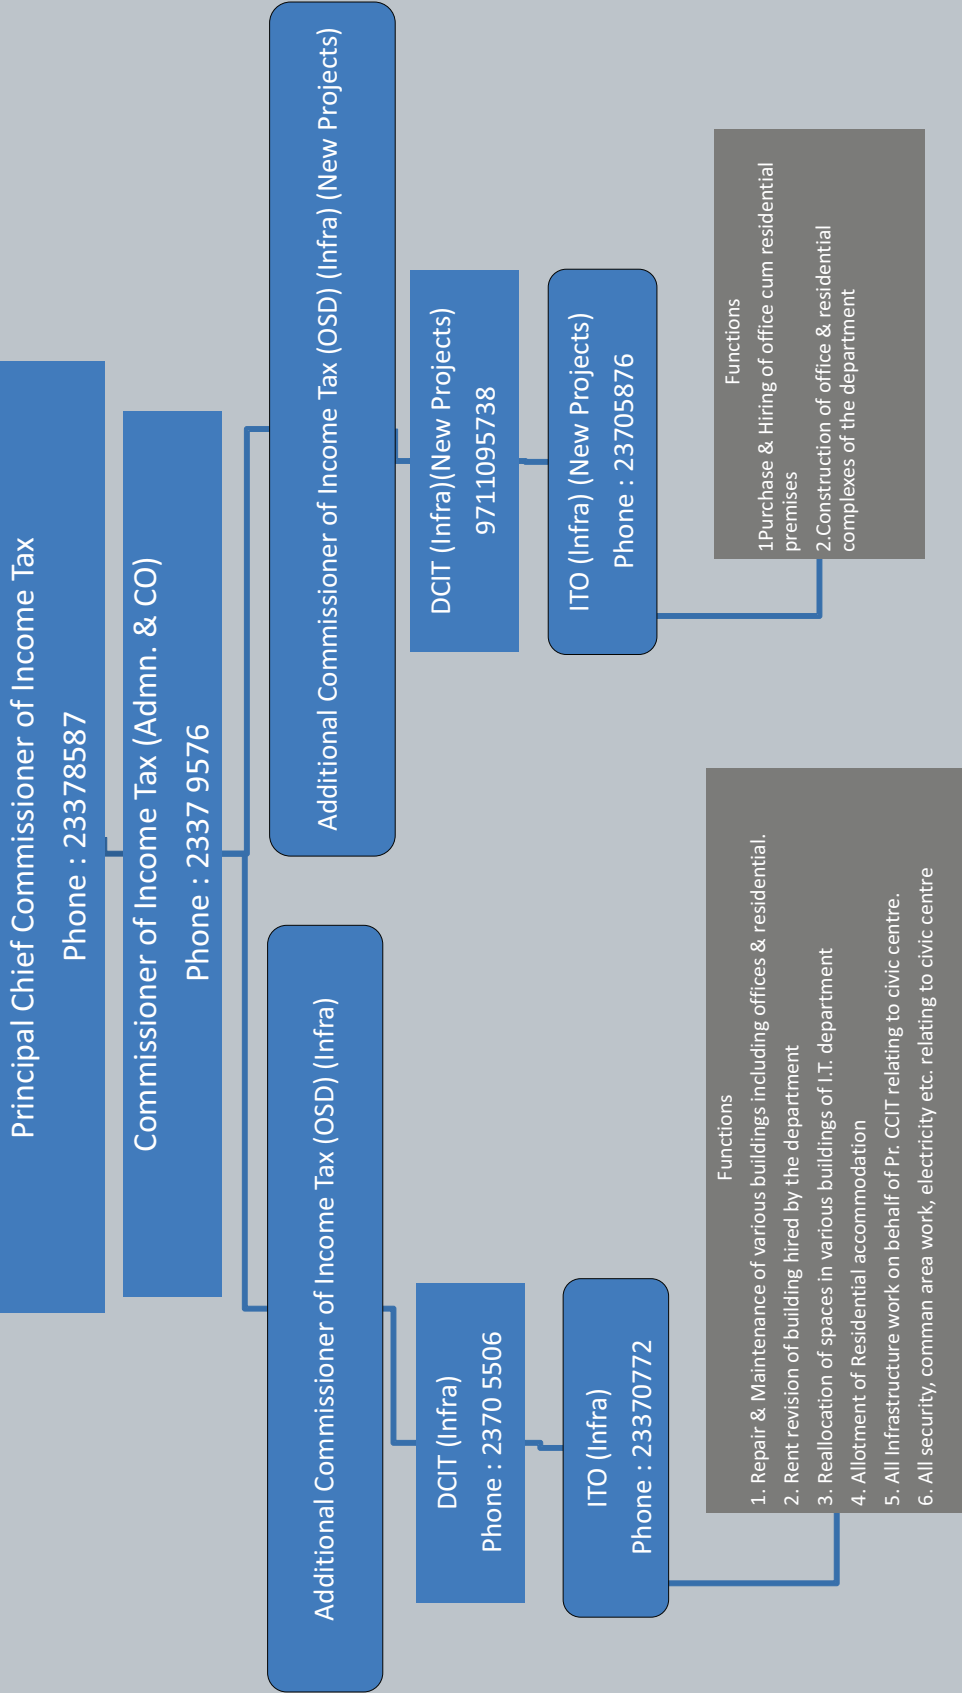 Principal Chief Commissioner of Income Tax
Phone : 23378587
Commissioner of Income Tax (Admn. & CO)
Phone : 2337 9576
Additional Commissioner of Income Tax (OSD) (Infra)
DCIT (Infra)
Phone : 2370 5506
ITO (Infra)
Phone : 23370772
Functions
1. Repair & Maintenance of various buildings including offices & residential.
2. Rent revision of building hired by the department
3. Reallocation of spaces in various buildings of I.T. department
4. Allotment of Residential accommodation
5. All Infrastructure work on behalf of Pr. CCIT relating to civic centre.
6. All security, comman area work, electricity etc. relating to civic centre
Additional Commissioner of Income Tax (OSD) (Infra) (New Projects)
DCIT (Infra)(New Projects)
9711095738
ITO (Infra) (New Projects)
Phone : 23705876
Functions
1Purchase & Hiring of office cum residential
premises
2.Construction of office & residential
complexes of the department